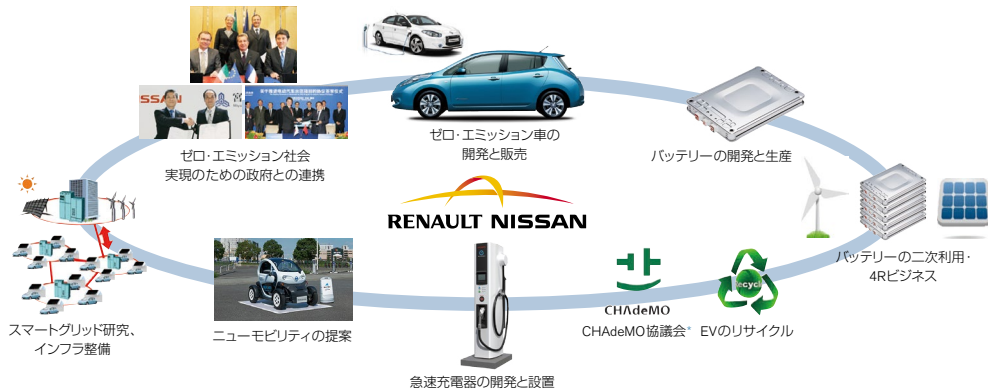 SSAN
ゼロ・エミッション社会
実現のための政府との連携
ゼロ・エミッション車の
開発と販売
バッテリーの開発と生産
RENAULT NISSAN
バッテリーの二次利用・
4Rビジネス
スマートグリッド研究、
インフラ整備
ニューモビリティの提案
急速充電器の開発と設置
CHAdeMO
CHAdeMO協議会*
Recycle
EVのリサイクル